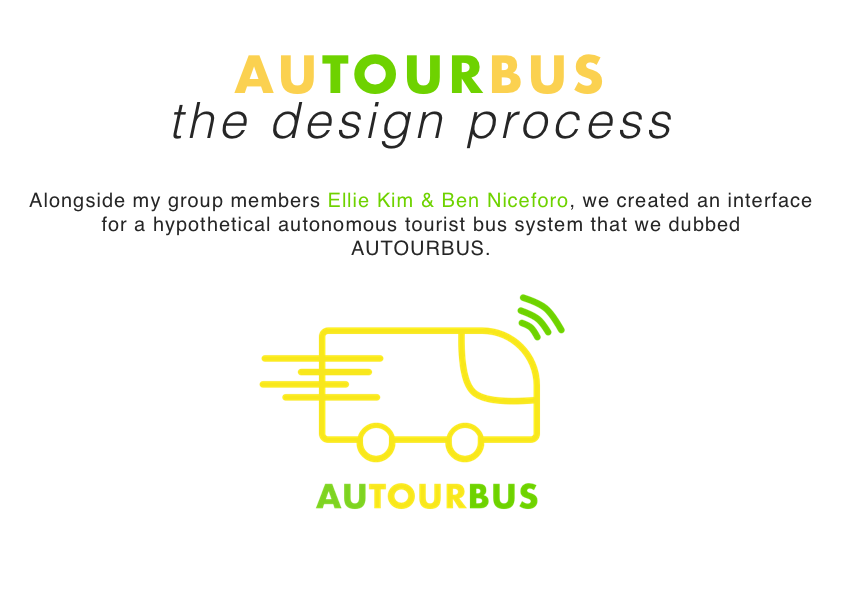 AUTOURBUS
the design process
Alongside my group members Ellie Kim & Ben Niceforo, we created an interface
for a hypothetical autonomous tourist bus system that we dubbed
AUTOURBUS.
AUTOURBUS